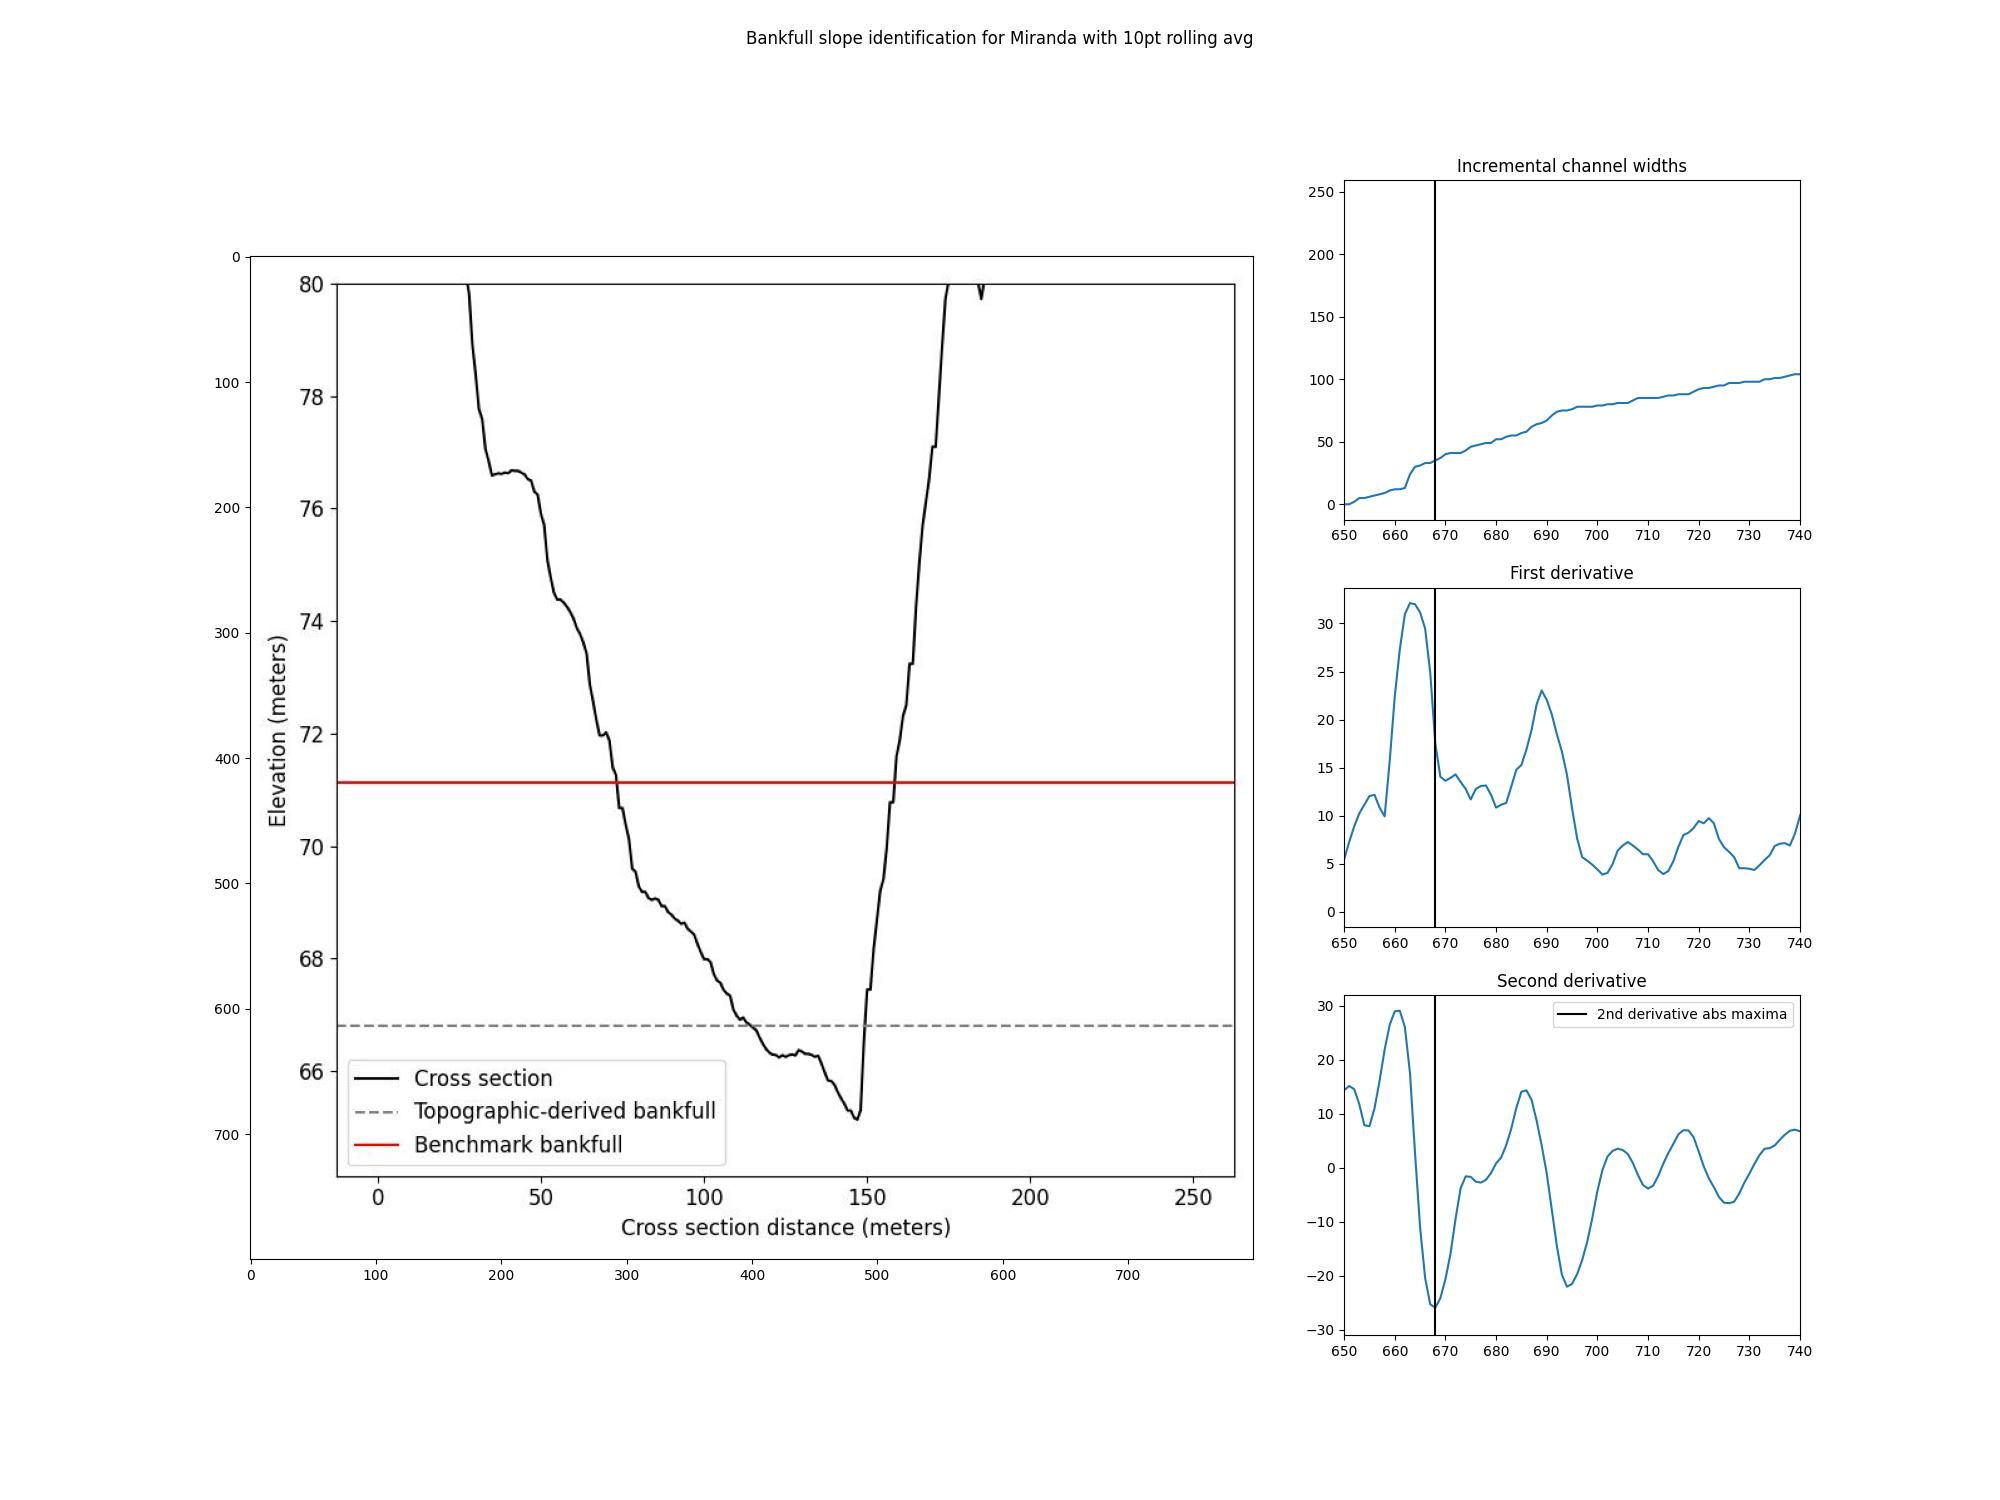 Bankfull slope identification for Miranda with 10pt rolling avg
0
100
200
300
400
500
600
700
80
78
76
74
72
70
68
66
Elevation (meters)
Cross section
Topographic-derived bankfull
Benchmark bankfull
0 50 100 150 200 250
Cross section distance (meters)
0 100 200 300 400 500 600 700
Incremental channel widths
250
200
150
100
50
0
650 660 670 680 690 700 710 720 730 740
First derivative
30
25
20
15
10
5
0
650 660 670 680 690 700 710 720 730 740
Second derivative
2nd derivative abs maxima
30
20
10
0
−10
−20
−30
650 660 670 680 690 700 710 720 730 740